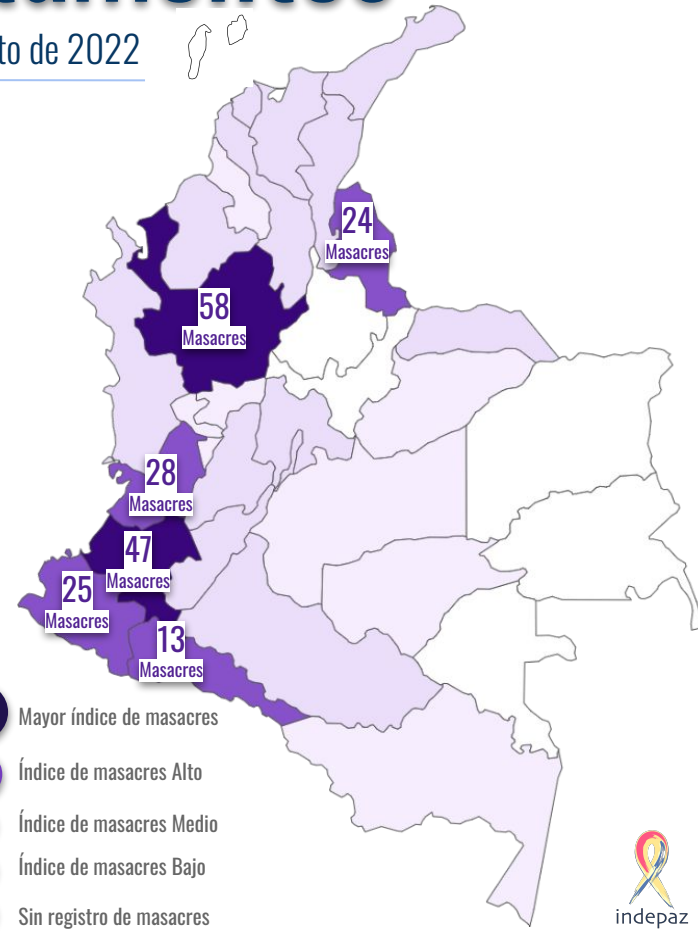 to de 2022
24
Masacres
58
Masacres
28
Masacres
47
Masacres
25
Masacres
13
Masacres
Mayor índice de masacres
Índice de masacres Alto
Índice de masacres Medio
Índice de masacres Bajo
Sin registro de masacres
indepaz